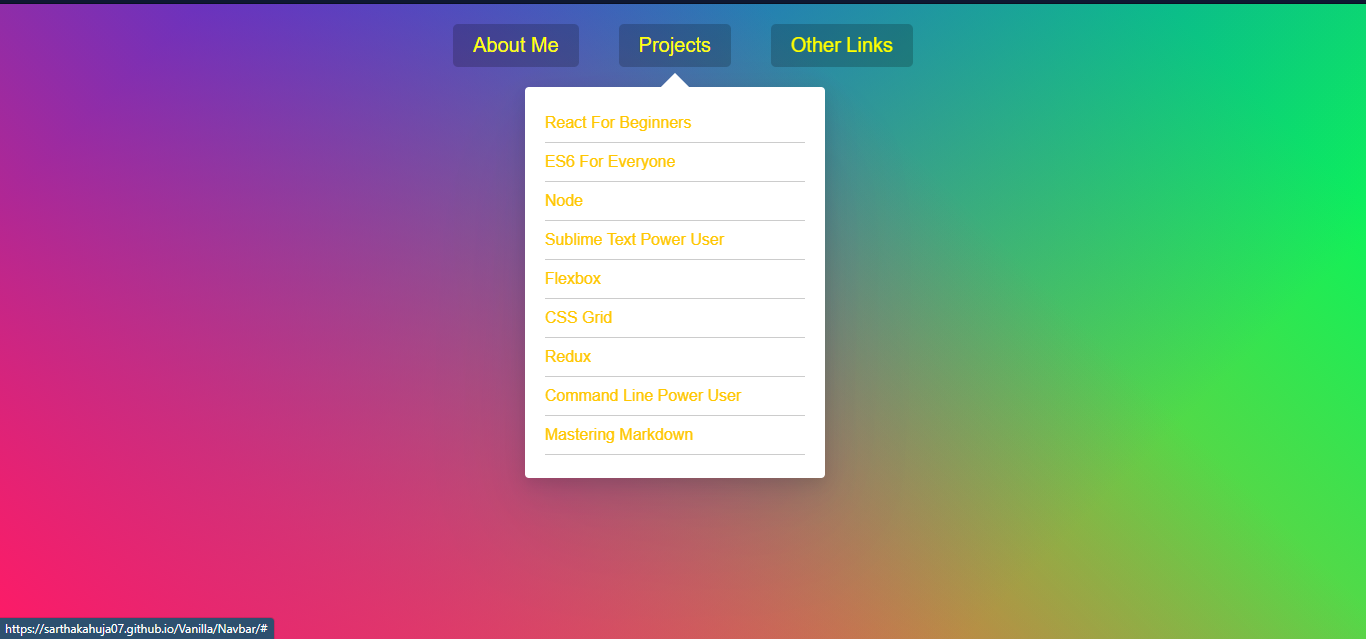 About Me
Projects
Other Links
React For Beginners
ES6 For Everyone
Node
Sublime Text Power User
Flexbox
CSS Grid
Redux
Command Line Power User
Mastering Markdown
https://sarthakahuja07.github.io/Vanilla/Navbar/#